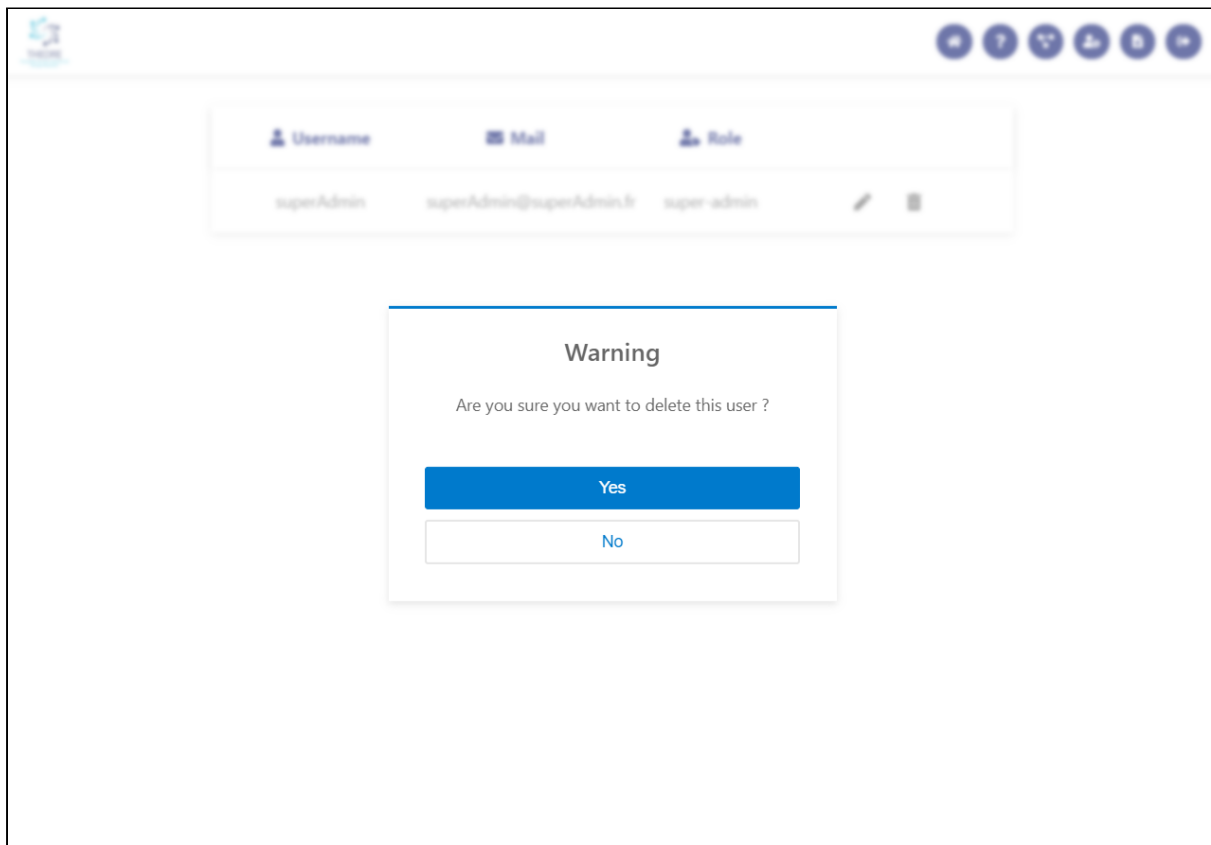 Username Mail Role
superAdmin superAdmin@superAdmin.fr super-admin
Warning
Are you sure you want to delete this user ?
Yes
No